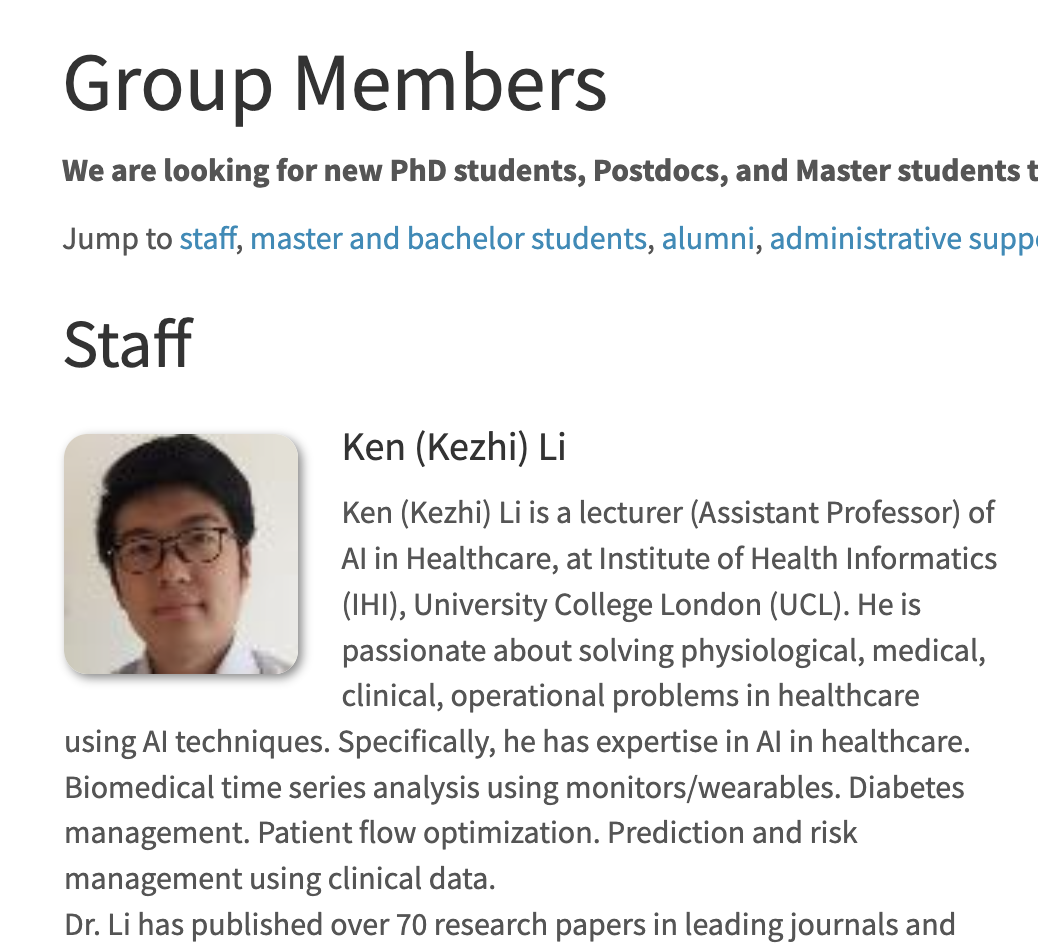 Group Members
We are looking for new PhD students, Postdocs, and Master students
Jump to staff, master and bachelor students, alumni, administrative
Staff
Ken (Kezhi) Li
Ken (Kezhi) Li is a lecturer (Assistant Professor) of
AI in Healthcare, at Institute of Health Informatics
(IHI), University College London (UCL). He is
passionate about solving physiological, medical,
clinical, operational problems in healthcare
using AI techniques. Specifically, he has expertise in AI in healthcare.
Biomedical time series analysis using monitors/wearables. Diabetes
management. Patient flow optimization. Prediction and risk
management using clinical data.
Dr. Li has published over 70 research papers in leading journals and